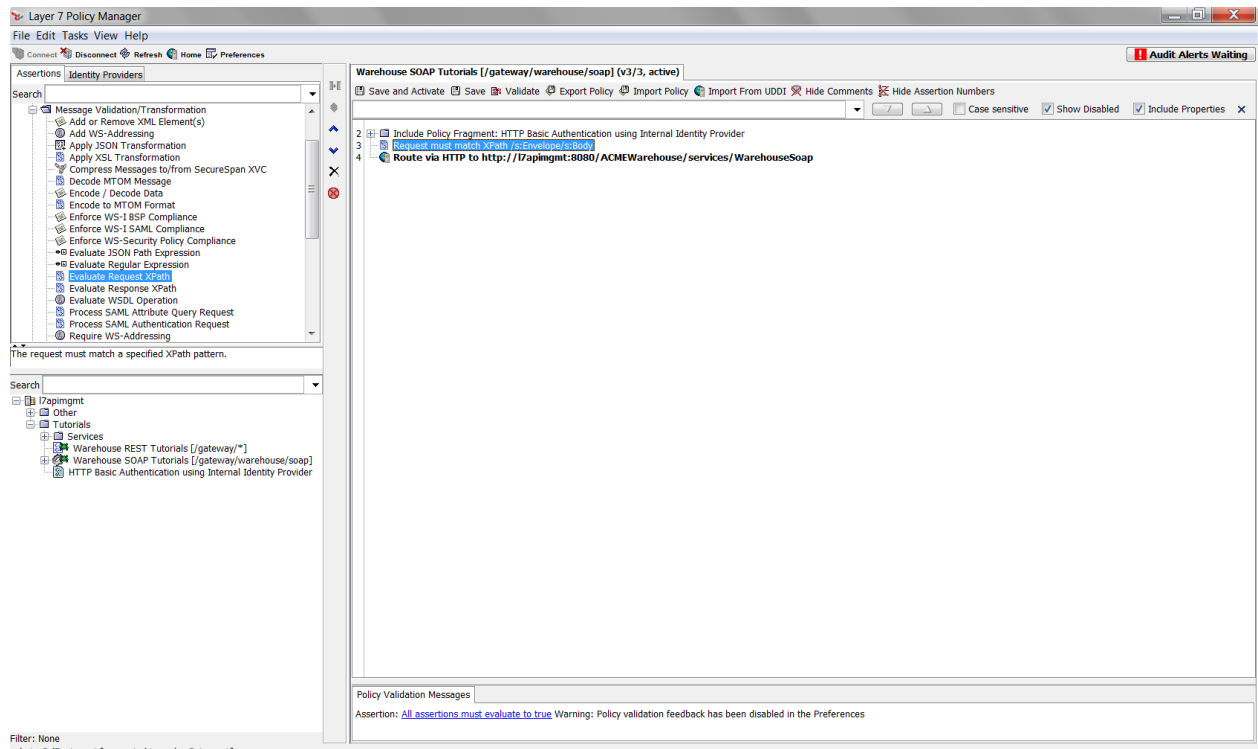 Layer 7 Policy Manager
File Edit Tasks View Help
Connect Disconnect Refresh Home Preferences
Audit Alerts Waiting
Assertions Identity Providers
Search
Message Validation/Transformation
Add or Remove XML Element(s)
Add WS-Addressing
Apply JSON Transformation
Apply XSL Transformation
Compress Messages to/from SecureSpan XVC
Decode MTOM Message
Encode / Decode Data
Encode to MTOM Format
Enforce WS-I BSP Compliance
Enforce WS-I SAML Compliance
Enforce WS-Security Policy Compliance
Evaluate JSON Path Expression
Evaluate Regular Expression
Evaluate Request XPath
Evaluate Response XPath
Evaluate WSDL Operation
Process SAML Attribute Query Request
Process SAML Authentication Request
Require WS-Addressing
The request must match a specified XPath pattern.
Search
l7apimgmt
Other
Tutorials
Services
Warehouse REST Tutorials [/gateway/*]
Warehouse SOAP Tutorials [/gateway/warehouse/soap]
HTTP Basic Authentication using Internal Identity Provider
Filter: None
Warehouse SOAP Tutorials [/gateway/warehouse/soap] (v3/3, active)
Save and Activate Save Validate Export Policy Import Policy Import From UDDI Hide Comments Hide Assertion Numbers
Case sensitive Show Disabled Include Properties
2 Include Policy Fragment: HTTP Basic Authentication using Internal Identity Provider
3 Request must match XPath /s:Envelope/s:Body
4 Route via HTTP to http://l7apimgmt:8080/ACMEWarehouse/services/WarehouseSoap
Policy Validation Messages
Assertion: All assertions must evaluate to true Warning: Policy validation feedback has been disabled in the Preferences